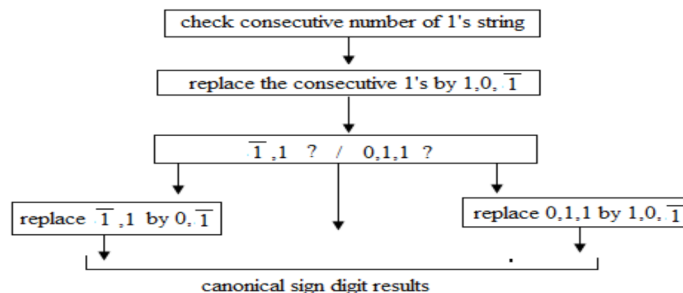 check consecutive number of 1's string
replace the consecutive 1's by 1,0, 1̅
1̅ ,1 ? / 0,1,1 ?
replace 1̅ ,1 by 0, 1̅
replace 0,1,1 by 1,0, 1̅
canonical sign digit results